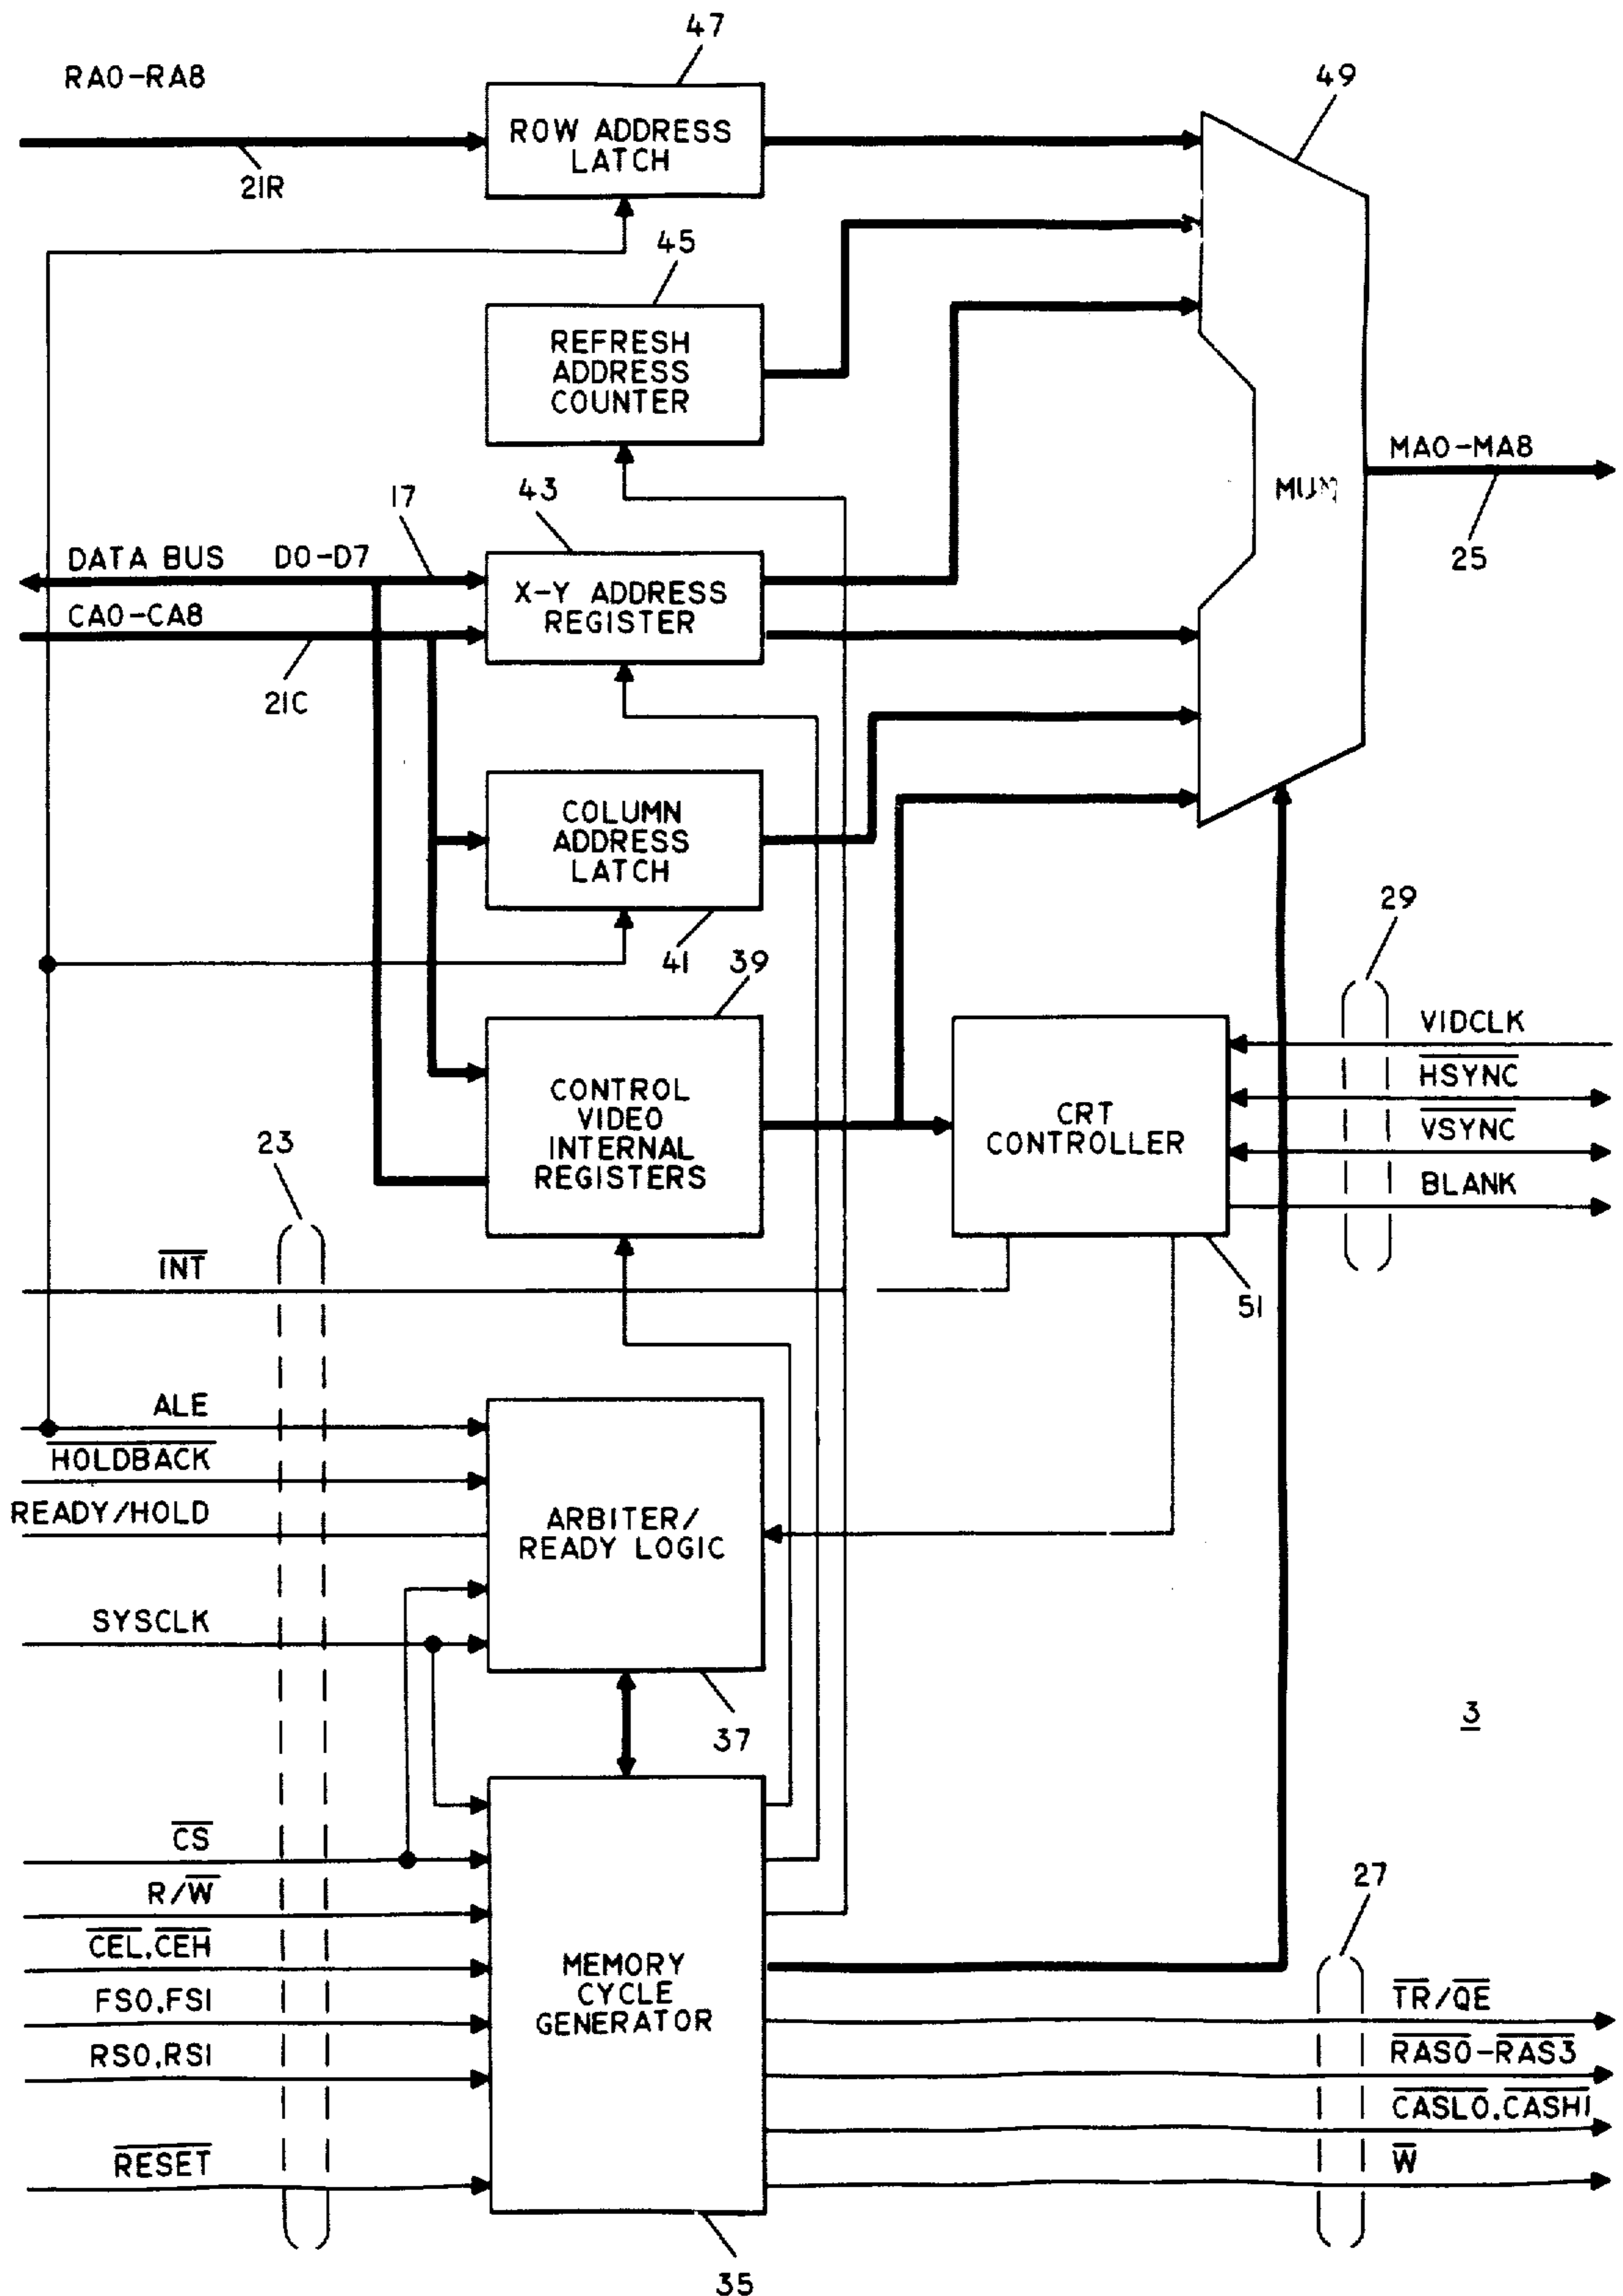 47
RA0-RA8
49
ROW ADDRESS
LATCH
21R
45
REFRESH
ADDRESS
COUNTER
MA0-MA8
17
43
25
DATA BUS D0-D7
X-Y ADDRESS
REGISTER
CA0-CA8
21C
COLUMN
ADDRESS
LATCH
29
41
39
VIDCLK
HSYNC
CONTROL
VIDEO
INTERNAL
REGISTERS
CRT
CONTROLLER
VSYNC
23
BLANK
INT
51
ALE
HOLDBACK
READY/HOLD
ARBITER/
READY LOGIC
SYSCLK
37
3
CS
R/W
27
CEL,CEH
MEMORY
CYCLE
GENERATOR
FS0,FS1
TR/QE
RS0,RS1
RAS0-RAS3
CASLO,CASHI
RESET
W
35